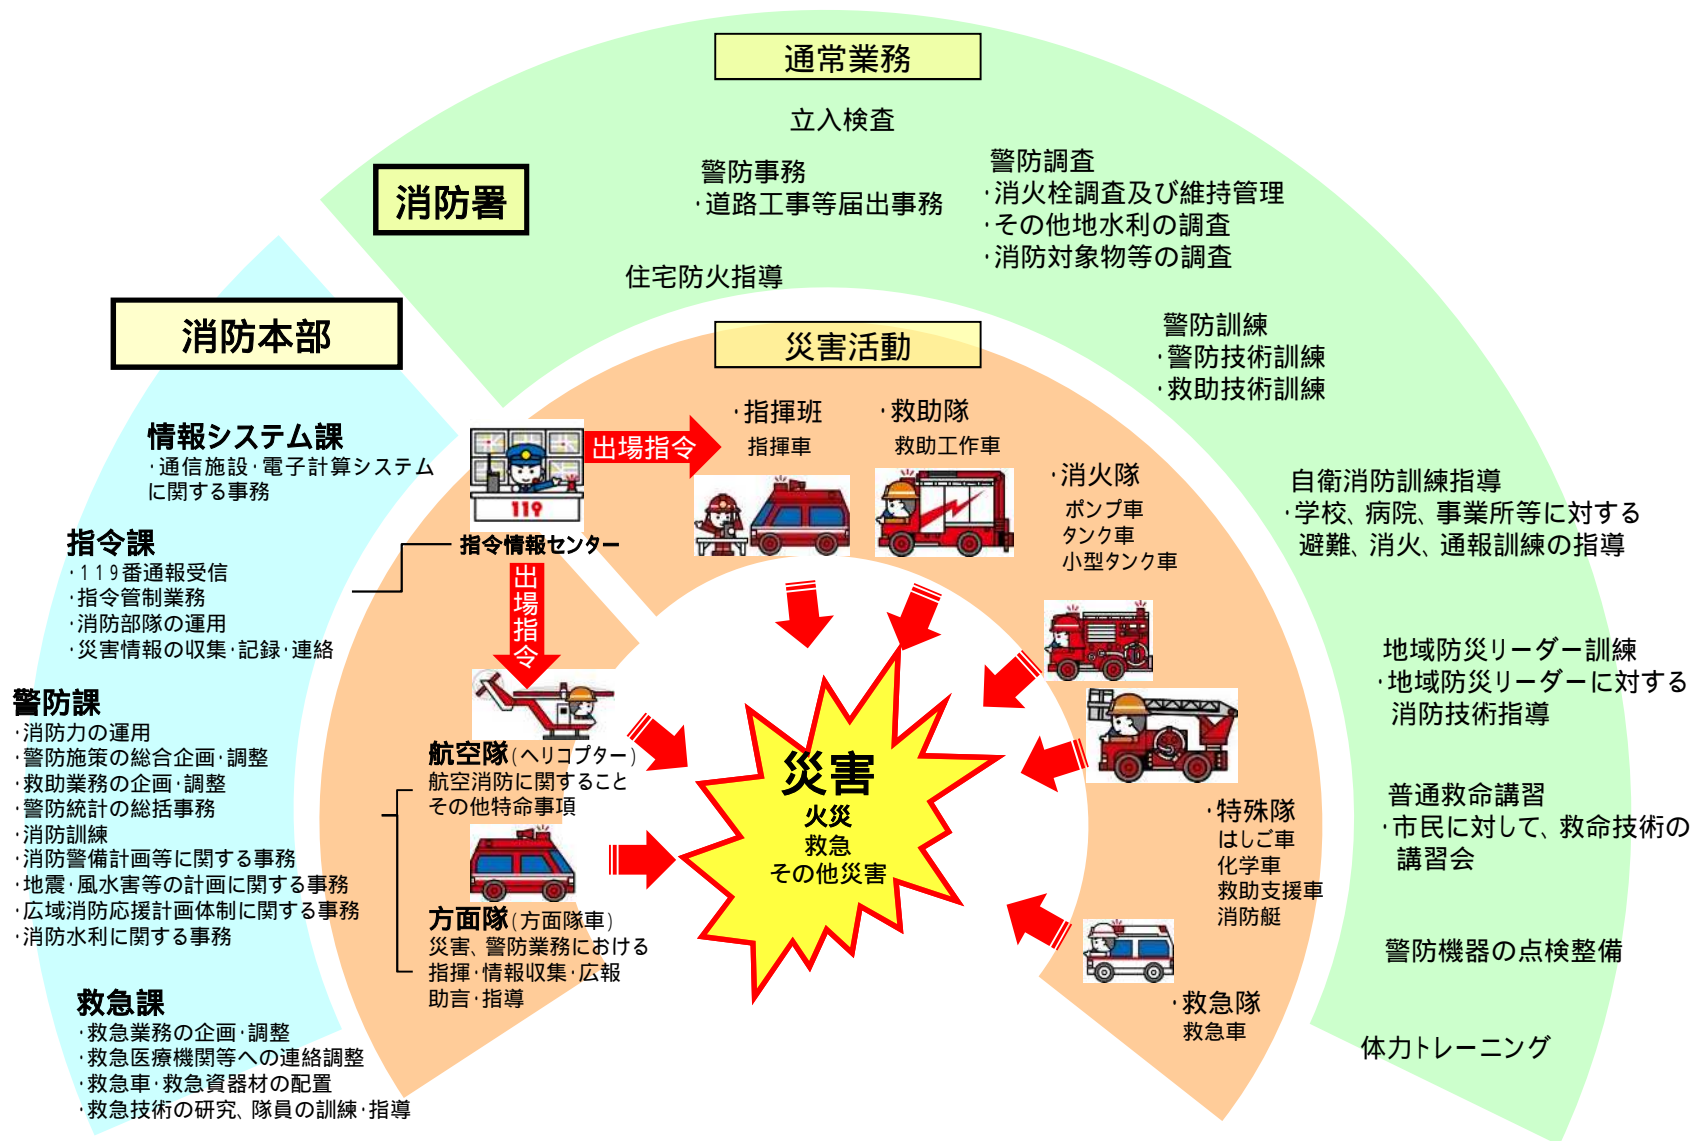 通常業務
立入検査
消防署
警防事務
・道路工事等届出事務
警防調査
・消火栓調査及び維持管理
・その他地水利の調査
・消防対象物等の調査
住宅防火指導
警防訓練
・警防技術訓練
・救助技術訓練
自衛消防訓練指導
・学校、病院、事業所等に対する
避難、消火、通報訓練の指導
地域防災リーダー訓練
・地域防災リーダーに対する
消防技術指導
普通救命講習
・市民に対して、救命技術の
講習会
警防機器の点検整備
体力トレーニング
消防本部
情報システム課
・通信施設・電子計算システム
に関する事務
指令課
・119番通報受信
・指令管制業務
・消防部隊の運用
・災害情報の収集・記録・連絡
警防課
・消防力の運用
・警防施策の総合企画・調整
・救助業務の企画・調整
・警防統計の総括事務
・消防訓練
・消防警備計画等に関する事務
・地震・風水害等の計画に関する事務
・広域消防応援計画体制に関する事務
・消防水利に関する事務
救急課
・救急業務の企画・調整
・救急医療機関等への連絡調整
・救急車・救急資器材の配置
・救急技術の研究、隊員の訓練・指導
災害活動
119
指令情報センター
出場指令
出場指令
・指揮班
指揮車
・救助隊
救助工作車
・消火隊
ポンプ車
タンク車
小型タンク車
・特殊隊
はしご車
化学車
救助支援車
消防艇
・救急隊
救急車
航空隊(ヘリコプター)
航空消防に関すること
その他特命事項
方面隊(方面隊車)
災害、警防業務における
指揮・情報収集・広報
助言・指導
災害
火災
救急
その他災害